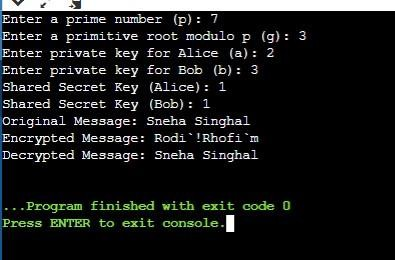 Enter a prime number (p): 7
Enter a primitive root modulo p (g): 3
Enter private key for Alice (a): 2
Enter private key for Bob (b): 3
Shared Secret Key (Alice): 1
Shared Secret Key (Bob): 1
Original Message: Sneha Singhal
Encrypted Message: Rodi`!Rhofi`m
Decrypted Message: Sneha Singhal
...Program finished with exit code 0
Press ENTER to exit console.